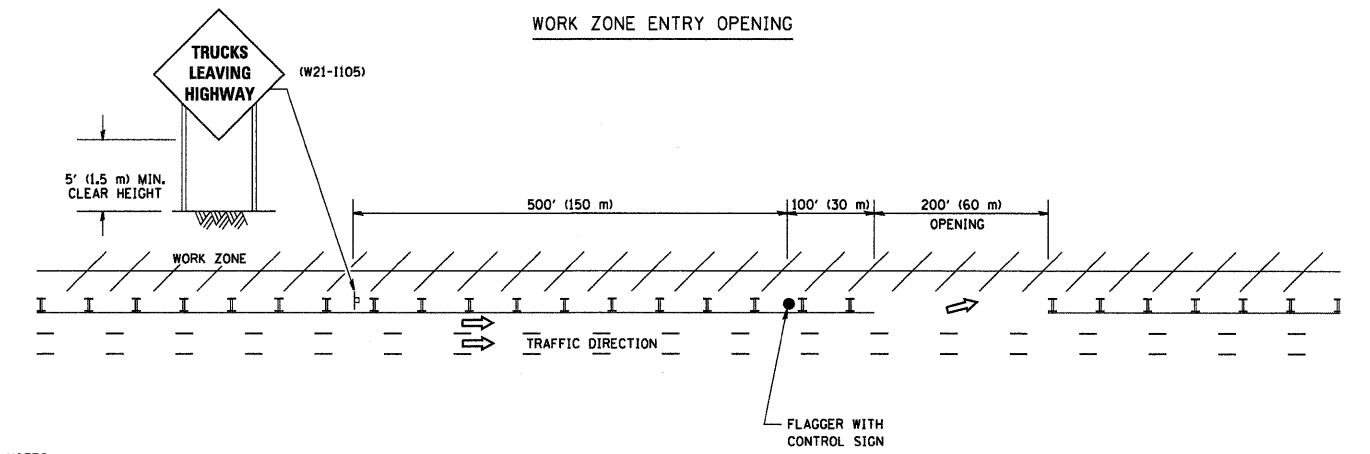 WORK ZONE ENTRY OPENING
TRUCKS
LEAVING
HIGHWAY
(W21-I105)
5' (1.5 m) MIN.
CLEAR HEIGHT
500' (150 m)
100' (30 m)
200' (60 m)
OPENING
WORK ZONE
TRAFFIC DIRECTION
FLAGGER WITH
CONTROL SIGN